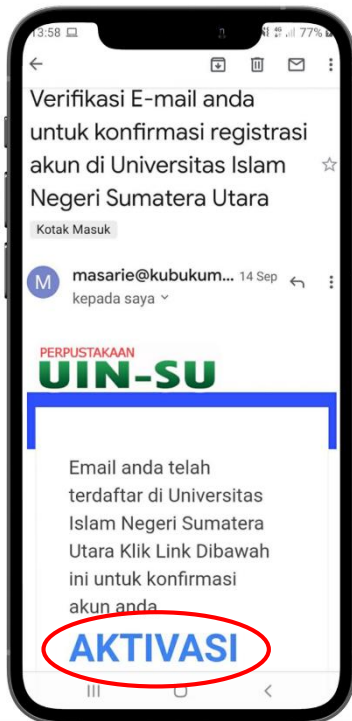 13:58
77%
Verifikasi E-mail anda
untuk konfirmasi registrasi
akun di Universitas Islam
Negeri Sumatera Utara
Kotak Masuk
M
masarie@kubukum... 14 Sep
kepada saya
PERPUSTAKAAN
UIN-SU
Email anda telah
terdaftar di Universitas
Islam Negeri Sumatera
Utara Klik Link Dibawah
ini untuk konfirmasi
akun anda
AKTIVASI